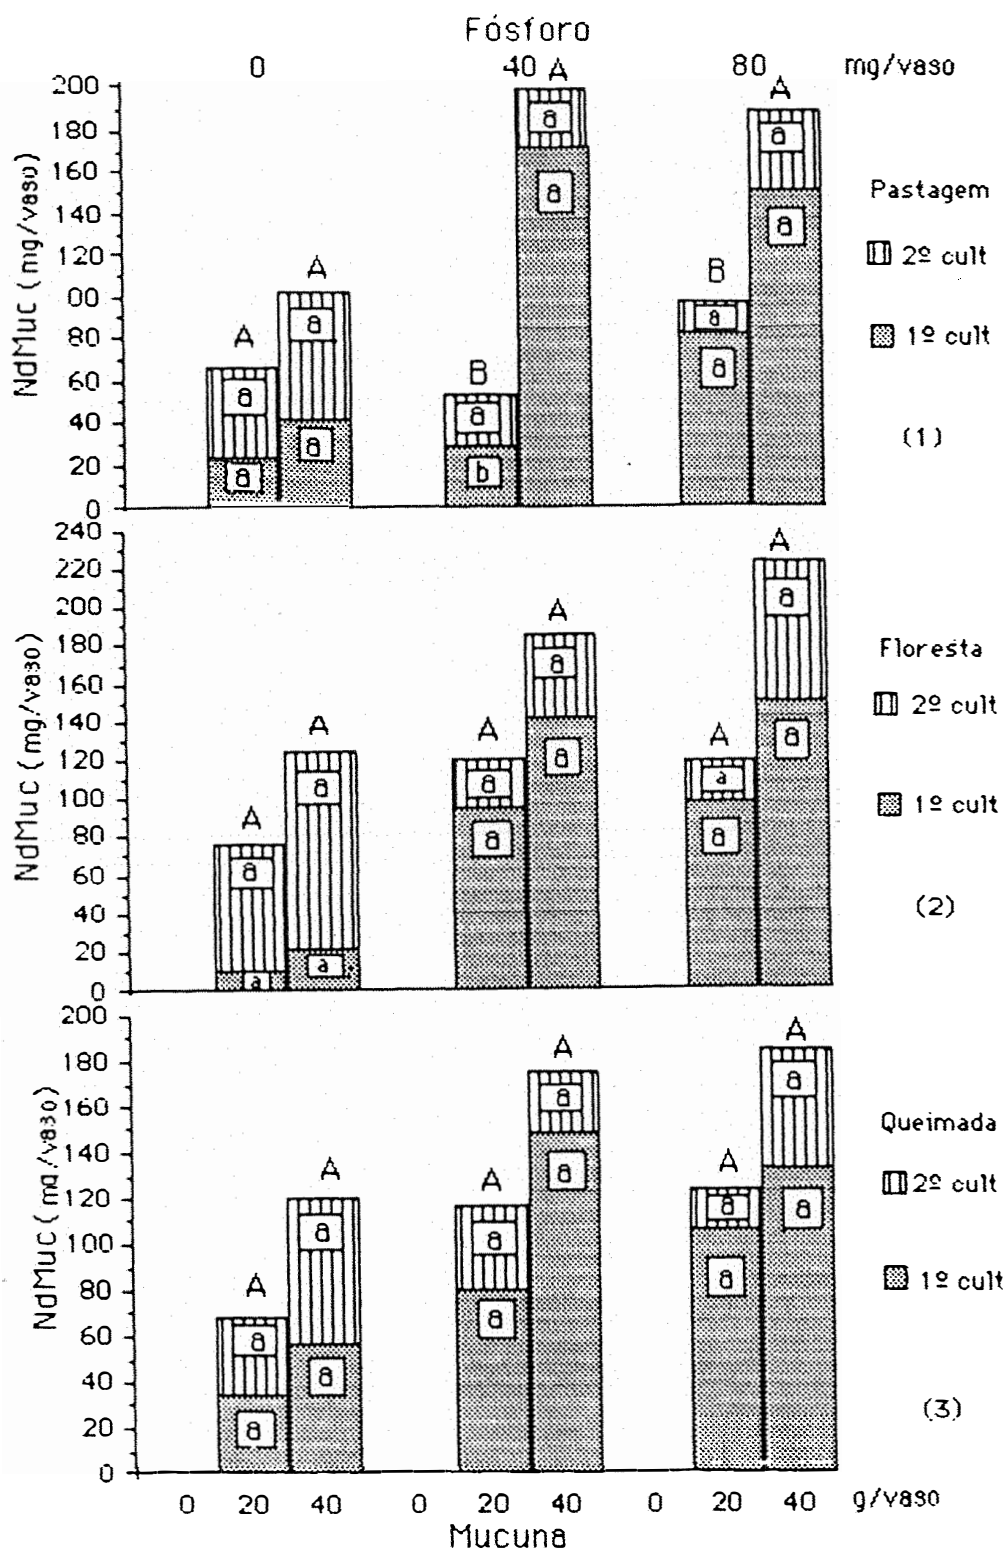 Fósforo
0 40 80 mg/vaso
NdMuc (mg/vaso)
200
180
160
140
120
00
80
60
40
20
0
A A B A B A
a a a a a a
a a b a a a
Pastagem
2º cult
1º cult
(1)
NdMuc (mg/vaso)
240
220
200
180
160
140
120
100
80
60
40
20
0
A A A A A A
a a a a a a
a a a a a a
Floresta
2º cult
1º cult
(2)
NdMuc (mg/vaso)
200
180
160
140
120
100
80
60
40
20
0
A A A A A A
a a a a a a
a a a a a a
Queimada
2º cult
1º cult
(3)
0 20 40 0 20 40 0 20 40 g/vaso
Mucuna